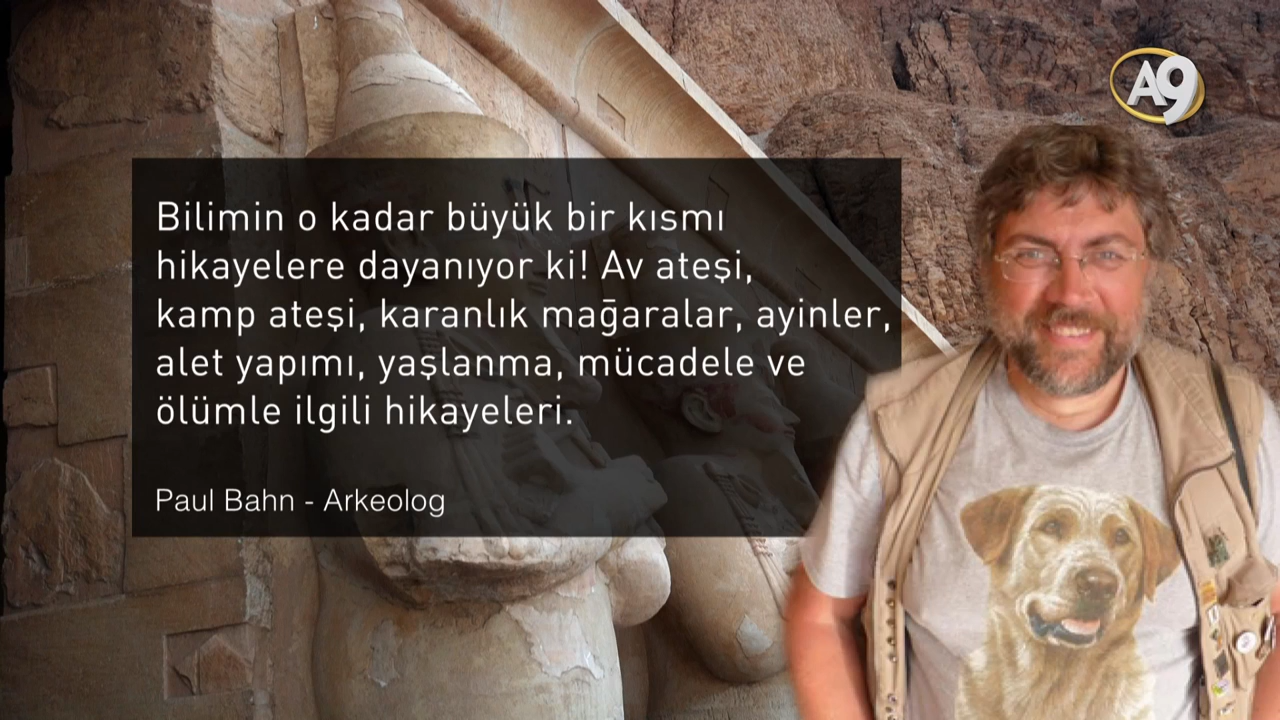 A9
Bilimin o kadar büyük bir kısmı
hikayelere dayanıyor ki! Av ateşi,
kamp ateşi, karanlık mağaralar, ayinler,
alet yapımı, yaşlanma, mücadele ve
ölümle ilgili hikayeleri.
Paul Bahn - Arkeolog